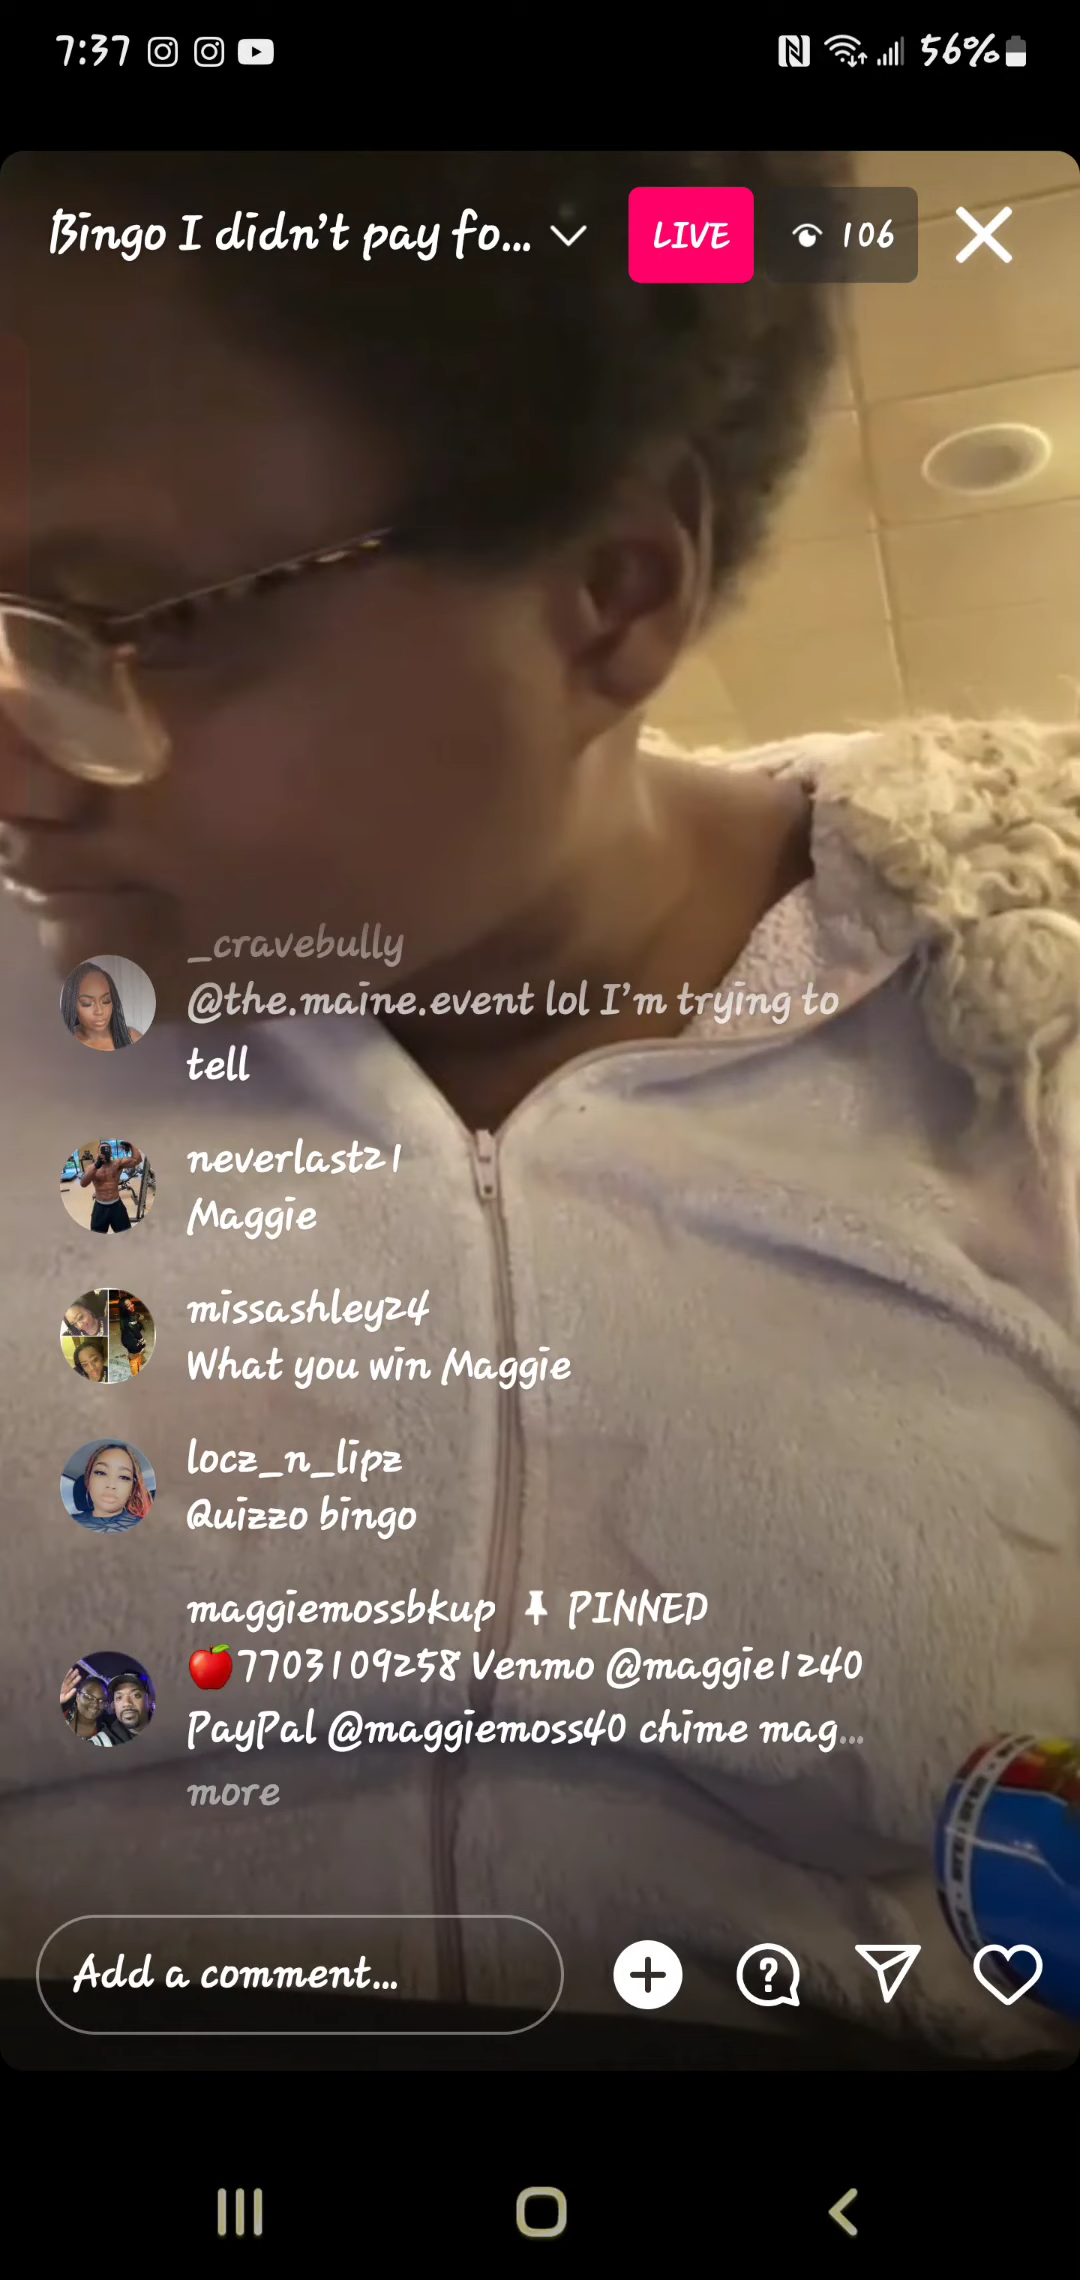 7:37 56%
Bingo I didn't pay fo... LIVE 106
_cravebully
@the.maine.event lol I'm trying to
tell
neverlast21
Maggie
missashley24
What you win Maggie
locz_n_lipz
Quizzo bingo
maggiemossbkup PINNED
🍎7703109258 Venmo @maggie1240
PayPal @maggiemoss40 chime mag...
more
Add a comment...